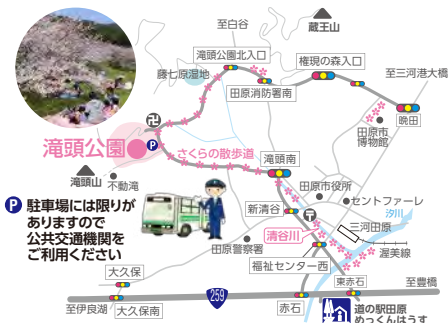 至白谷
蔵王山
滝頭公園北入口
権現の森入口
藤七原湿地
田原消防署南
至三河港大橋
晩田
田原市
博物館
卍
滝頭公園
P
さくらの散歩道
滝頭南
滝頭山
不動滝
田原市役所
セントファーレ
汐川
新清谷
〒
三河田原
清谷川
渥美線
P 駐車場には限りが
ありますので
公共交通機関を
ご利用ください
田原警察署
福祉センター西
大久保
東赤石
至豊橋
至伊良湖
大久保南
259
赤石
道の駅田原
めっくんはうす